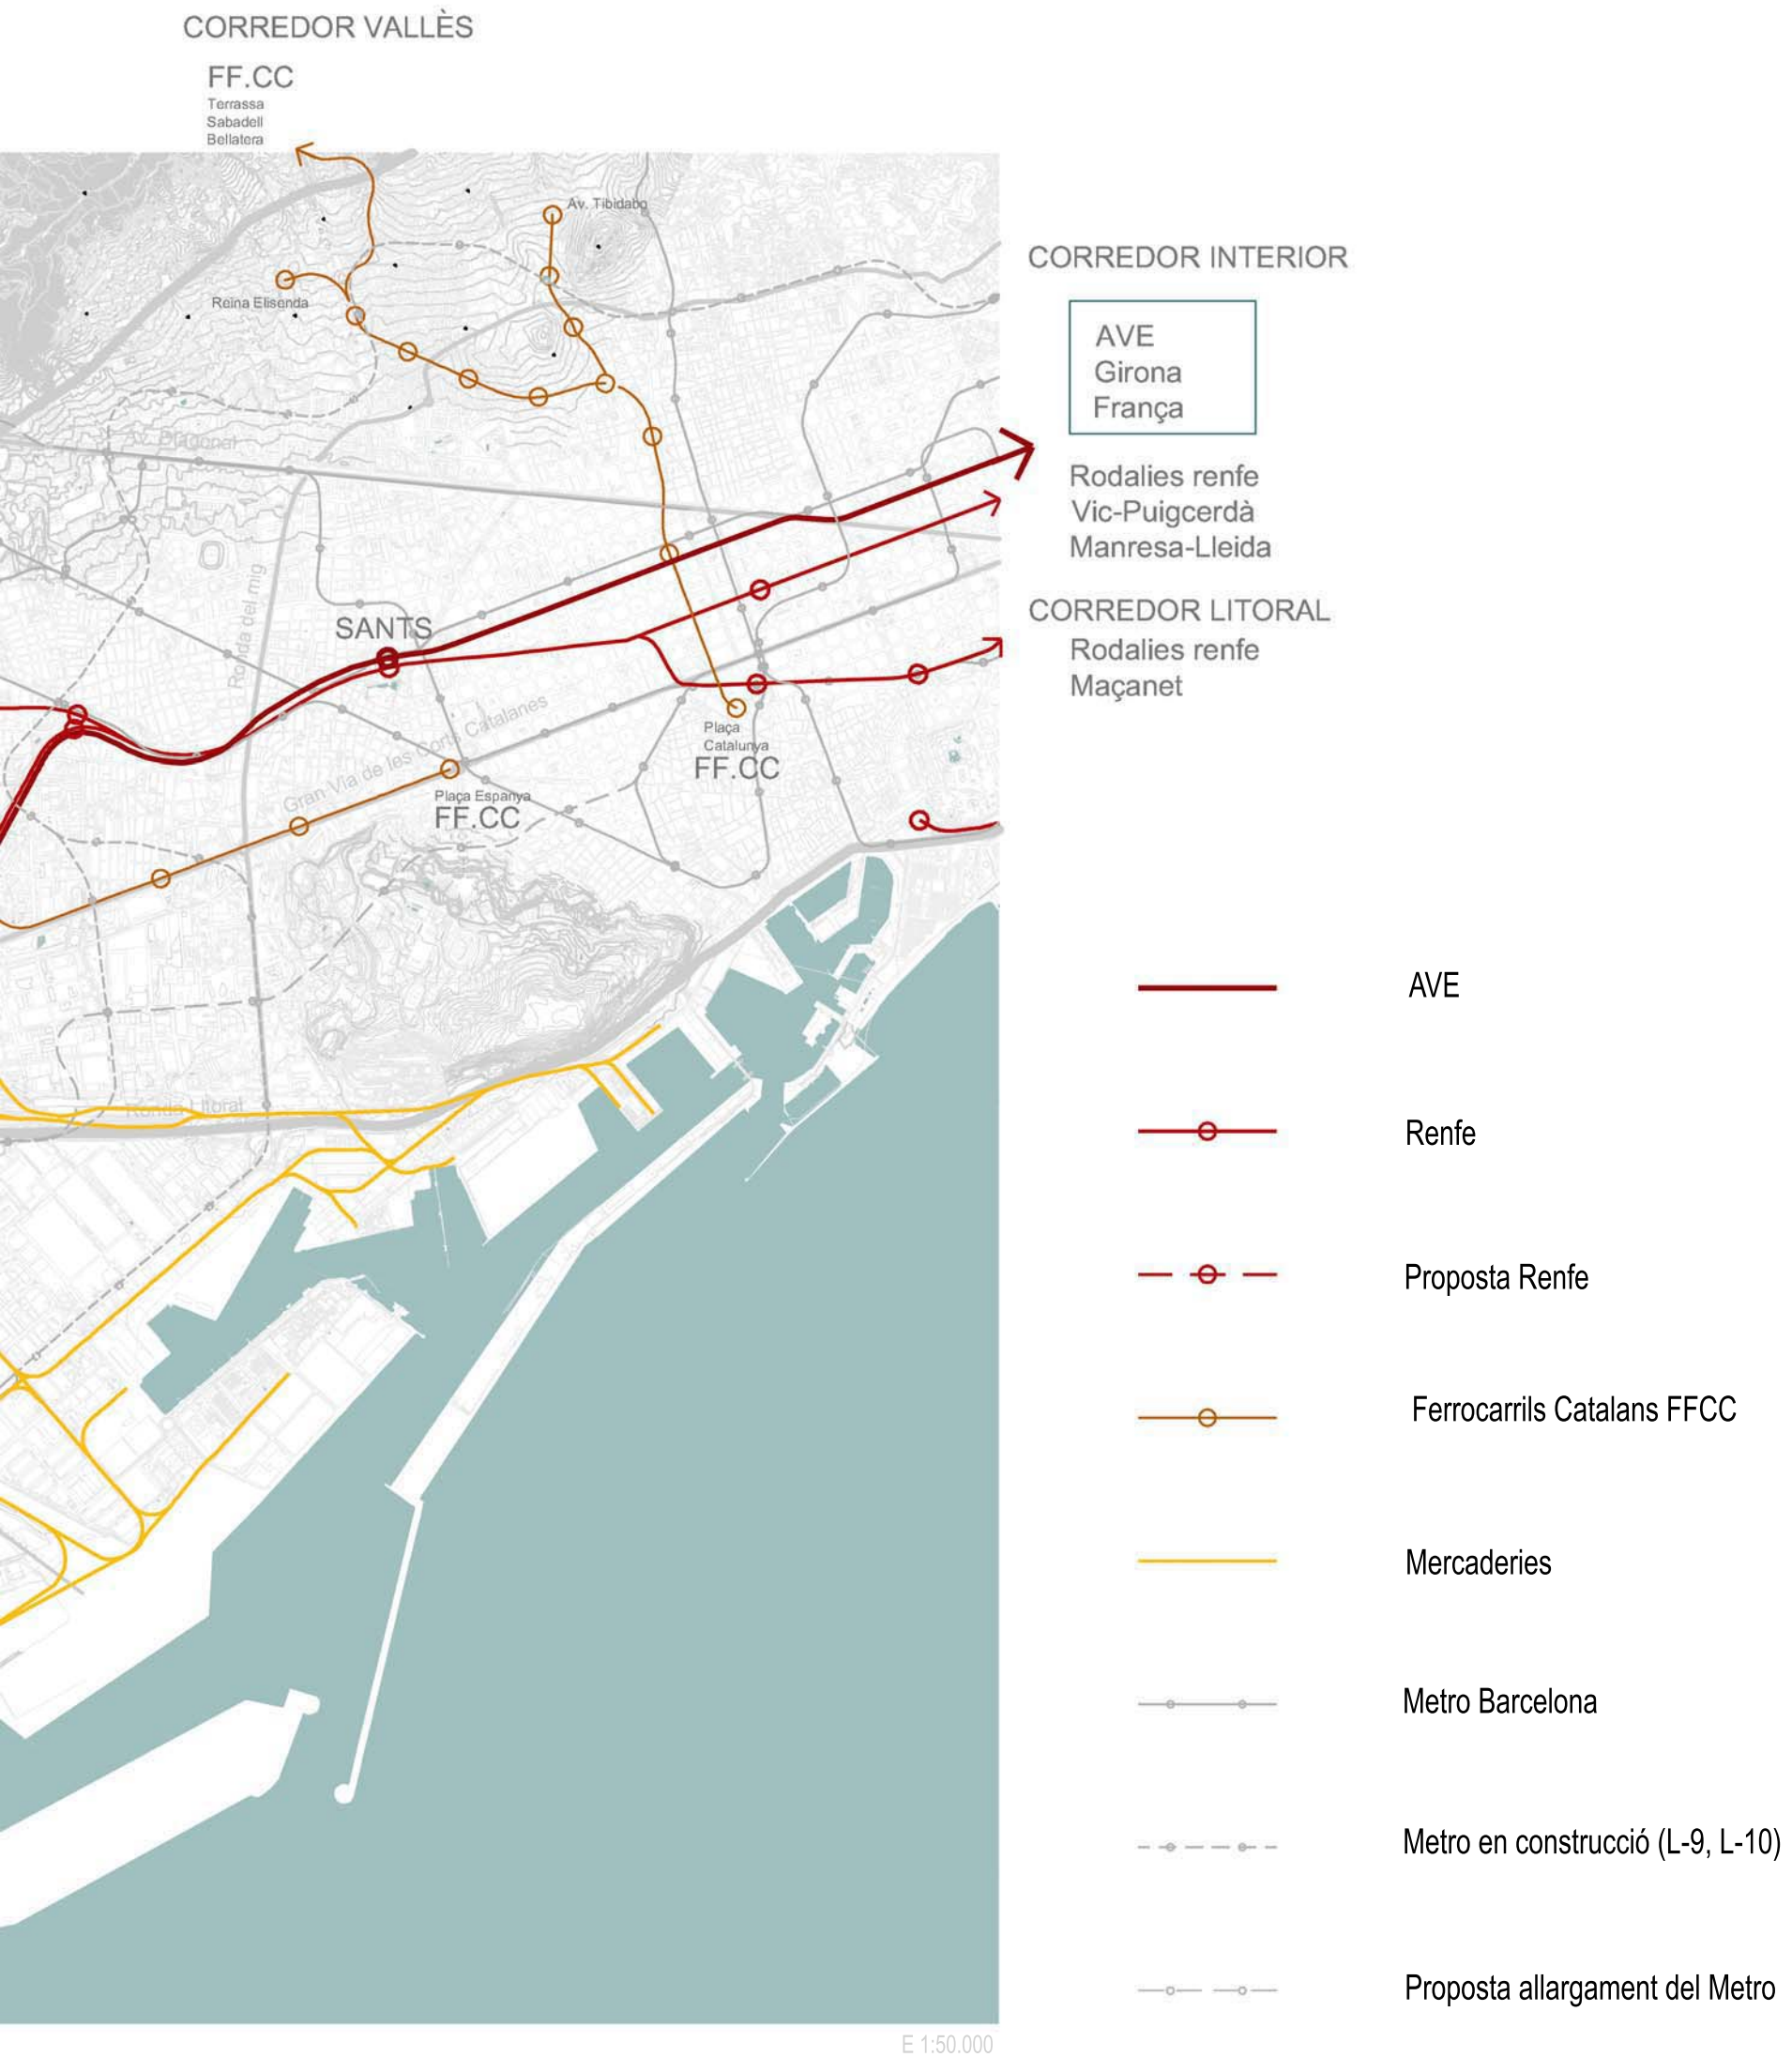 CORREDOR VALLÈS
FF.CC
Terrassa
Sabadell
Bellatera
Av. Tibidabo
Reina Elisenda
CORREDOR INTERIOR
AVE
Girona
França
Av. Diagonal
Rodalies renfe
Vic-Puigcerdà
Manresa-Lleida
Ronda del mig
SANTS
CORREDOR LITORAL
Rodalies renfe
Maçanet
Gran Via de les Corts Catalanes
Plaça
Catalunya
FF.CC
Plaça Espanya
FF.CC
Ronda Litoral
AVE
Renfe
Proposta Renfe
Ferrocarrils Catalans FFCC
Mercaderies
Metro Barcelona
Metro en construcció (L-9, L-10)
Proposta allargament del Metro
E 1:50.000